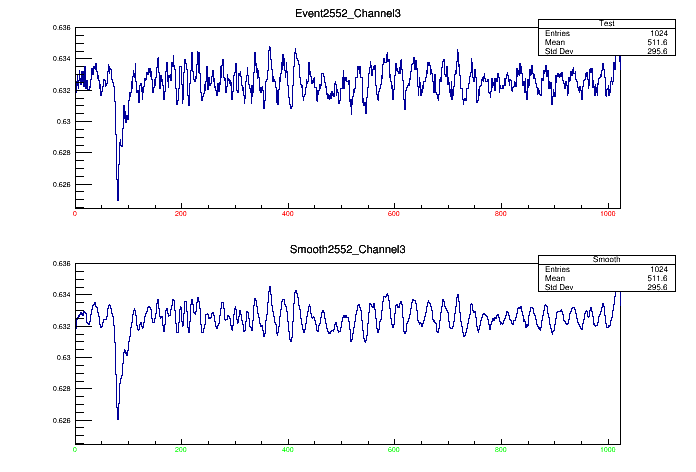 Event2552_Channel3
Test
Entries 1024
Mean 511.6
Std Dev 295.6
0.636
0.634
0.632
0.63
0.628
0.626
0 200 400 600 800 1000
Smooth2552_Channel3
Smooth
Entries 1024
Mean 511.6
Std Dev 295.6
0.636
0.634
0.632
0.63
0.628
0.626
0 200 400 600 800 1000